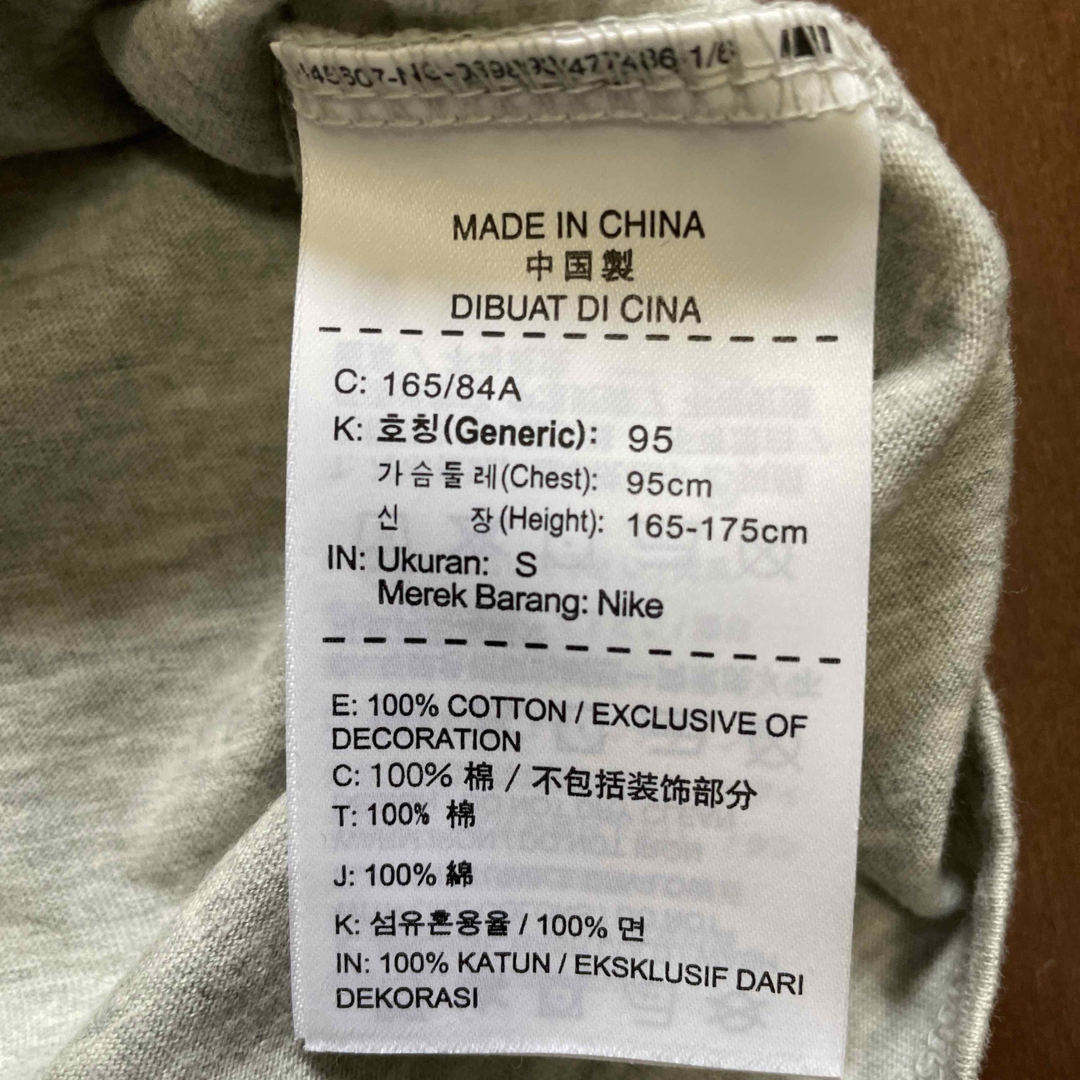 MADE IN CHINA
中国製
DIBUAT DI CINA
C: 165/84A
K: 호칭(Generic): 95
가슴둘레(Chest): 95cm
신 장(Height): 165-175cm
IN: Ukuran: S
Merek Barang: Nike
E: 100% COTTON / EXCLUSIVE OF
DECORATION
C: 100% 棉 / 不包括装饰部分
T: 100% 棉
J: 100% 綿
K: 섬유혼용율 / 100% 면
IN: 100% KATUN / EKSKLUSIF DARI
DEKORASI